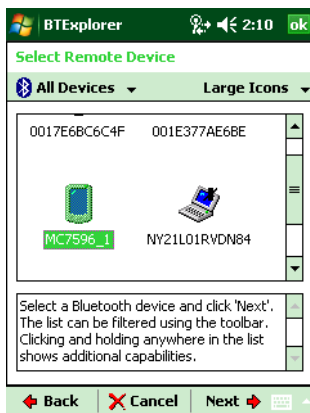 BTExplorer 2:10 ok
Select Remote Device
All Devices Large Icons
0017E6BC6C4F 001E377AE6BE
MC7596_1 NY21L01RVDN84
Select a Bluetooth device and click 'Next'.
The list can be filtered using the toolbar.
Clicking and holding anywhere in the list
shows additional capabilities.
Back Cancel Next